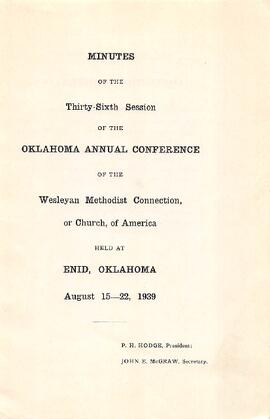 MINUTES
OF THE
Thirty-Sixth Session
OF THE
OKLAHOMA ANNUAL CONFERENCE
OF THE
Wesleyan Methodist Connection,
or Church, of America
HELD AT
ENID, OKLAHOMA
August 15—22, 1939
P. H. HODGE, President;
JOHN E. McGRAW, Secretary.